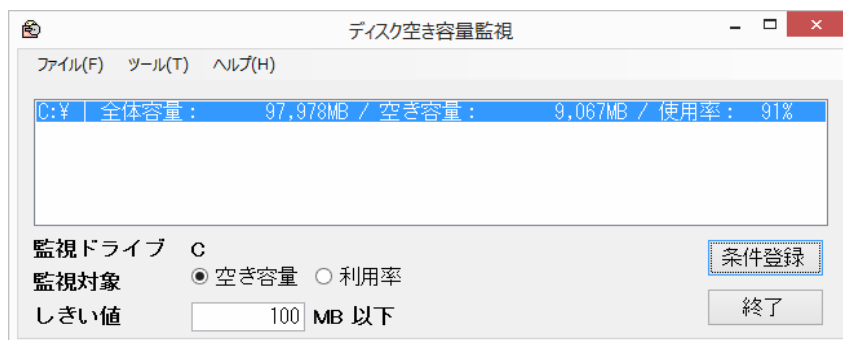 ディスク空き容量監視
ファイル(F) ツール(T) ヘルプ(H)
C:¥ | 全体容量: 97,978MB / 空き容量: 9,067MB / 使用率: 91%
監視ドライブ C
監視対象 空き容量 利用率
条件登録
しきい値 100 MB 以下
終了